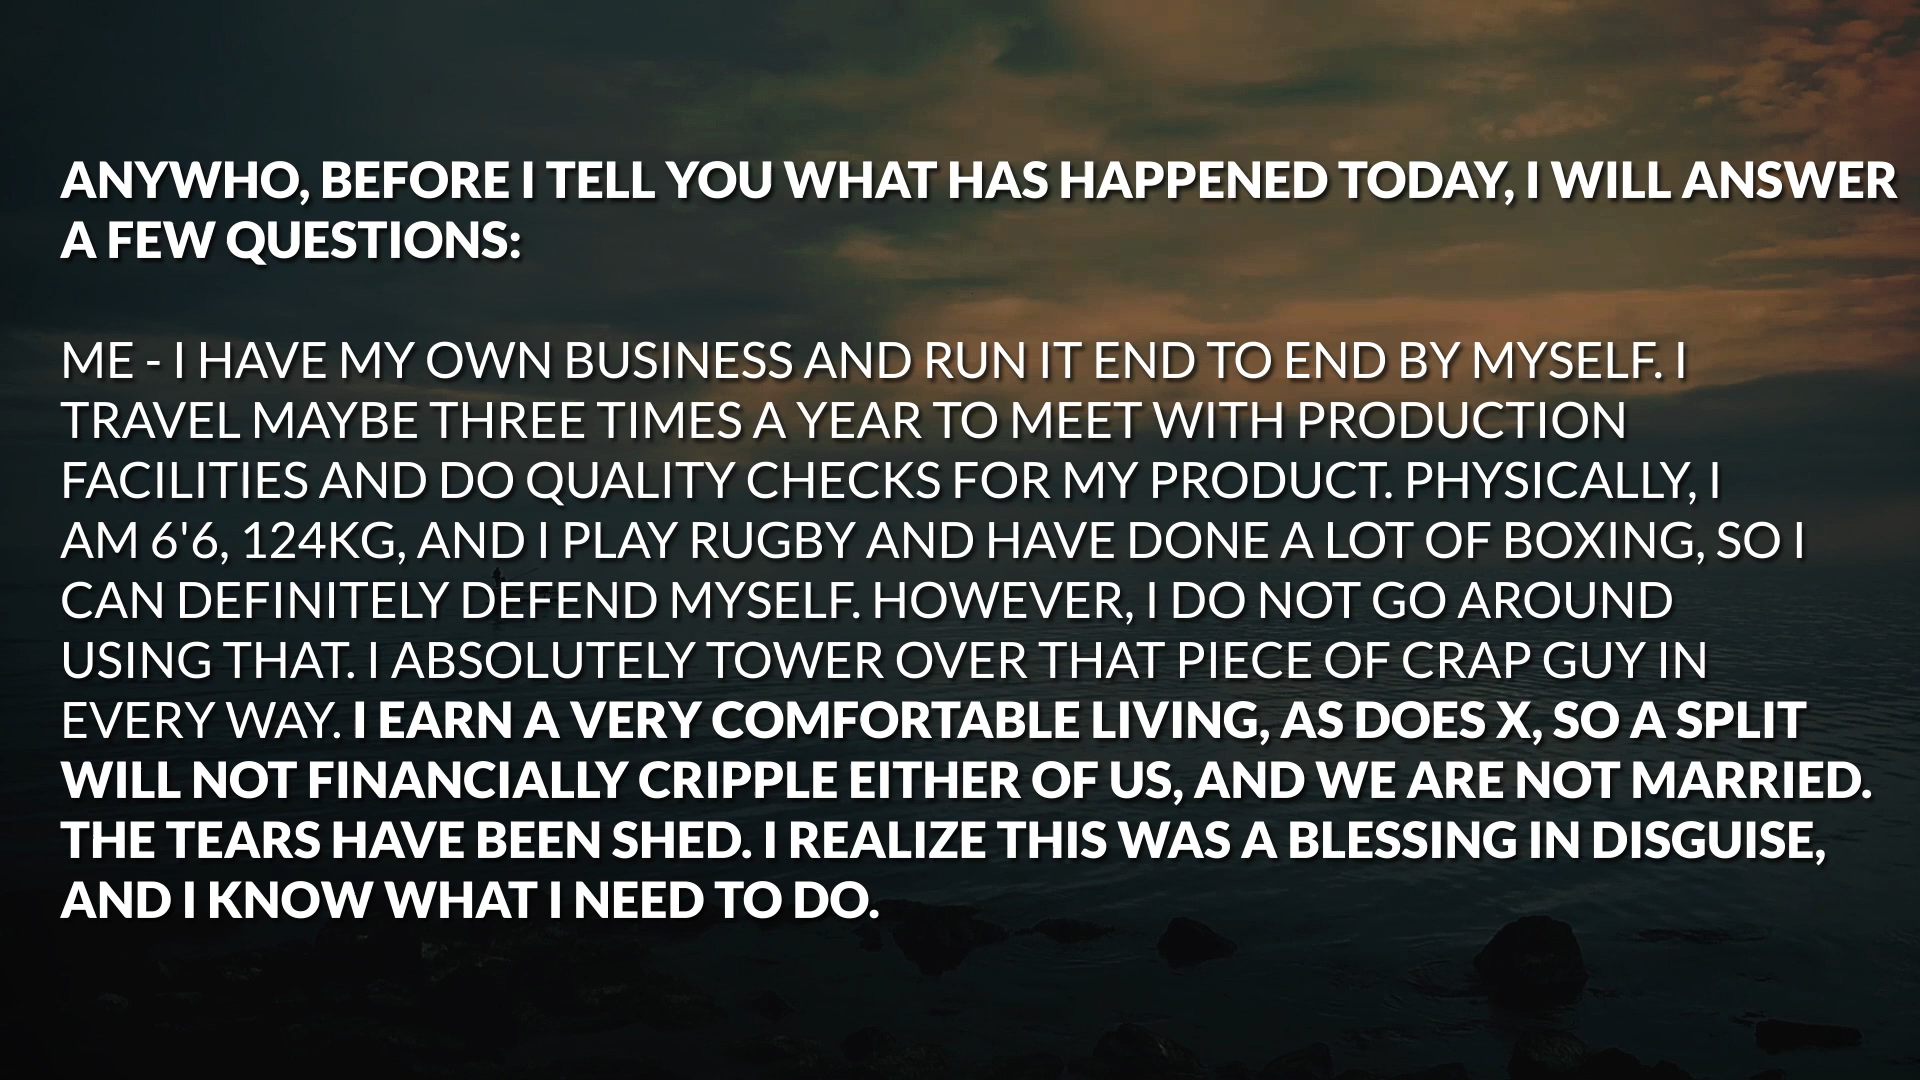 ANYWHO, BEFORE I TELL YOU WHAT HAS HAPPENED TODAY, I WILL ANSWER
A FEW QUESTIONS:
ME - I HAVE MY OWN BUSINESS AND RUN IT END TO END BY MYSELF. I
TRAVEL MAYBE THREE TIMES A YEAR TO MEET WITH PRODUCTION
FACILITIES AND DO QUALITY CHECKS FOR MY PRODUCT. PHYSICALLY, I
AM 6'6, 124KG, AND I PLAY RUGBY AND HAVE DONE A LOT OF BOXING, SO I
CAN DEFINITELY DEFEND MYSELF. HOWEVER, I DO NOT GO AROUND
USING THAT. I ABSOLUTELY TOWER OVER THAT PIECE OF CRAP GUY IN
EVERY WAY. I EARN A VERY COMFORTABLE LIVING, AS DOES X, SO A SPLIT
WILL NOT FINANCIALLY CRIPPLE EITHER OF US, AND WE ARE NOT MARRIED.
THE TEARS HAVE BEEN SHED. I REALIZE THIS WAS A BLESSING IN DISGUISE,
AND I KNOW WHAT I NEED TO DO.